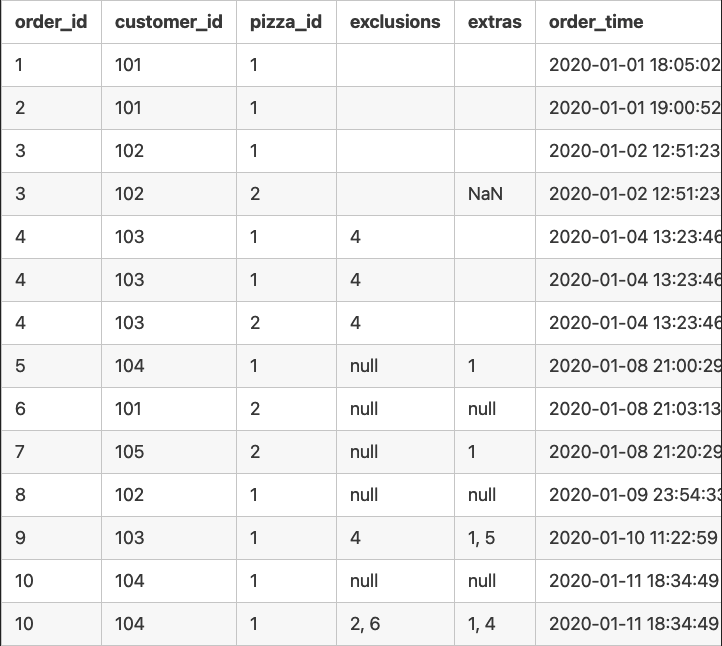 order_id customer_id pizza_id exclusions extras order_time
1 101 1 2020-01-01 18:05:02
2 101 1 2020-01-01 19:00:52
3 102 1 2020-01-02 12:51:23
3 102 2 NaN 2020-01-02 12:51:23
4 103 1 4 2020-01-04 13:23:46
4 103 1 4 2020-01-04 13:23:46
4 103 2 4 2020-01-04 13:23:46
5 104 1 null 1 2020-01-08 21:00:29
6 101 2 null null 2020-01-08 21:03:13
7 105 2 null 1 2020-01-08 21:20:29
8 102 1 null null 2020-01-09 23:54:33
9 103 1 4 1, 5 2020-01-10 11:22:59
10 104 1 null null 2020-01-11 18:34:49
10 104 1 2, 6 1, 4 2020-01-11 18:34:49